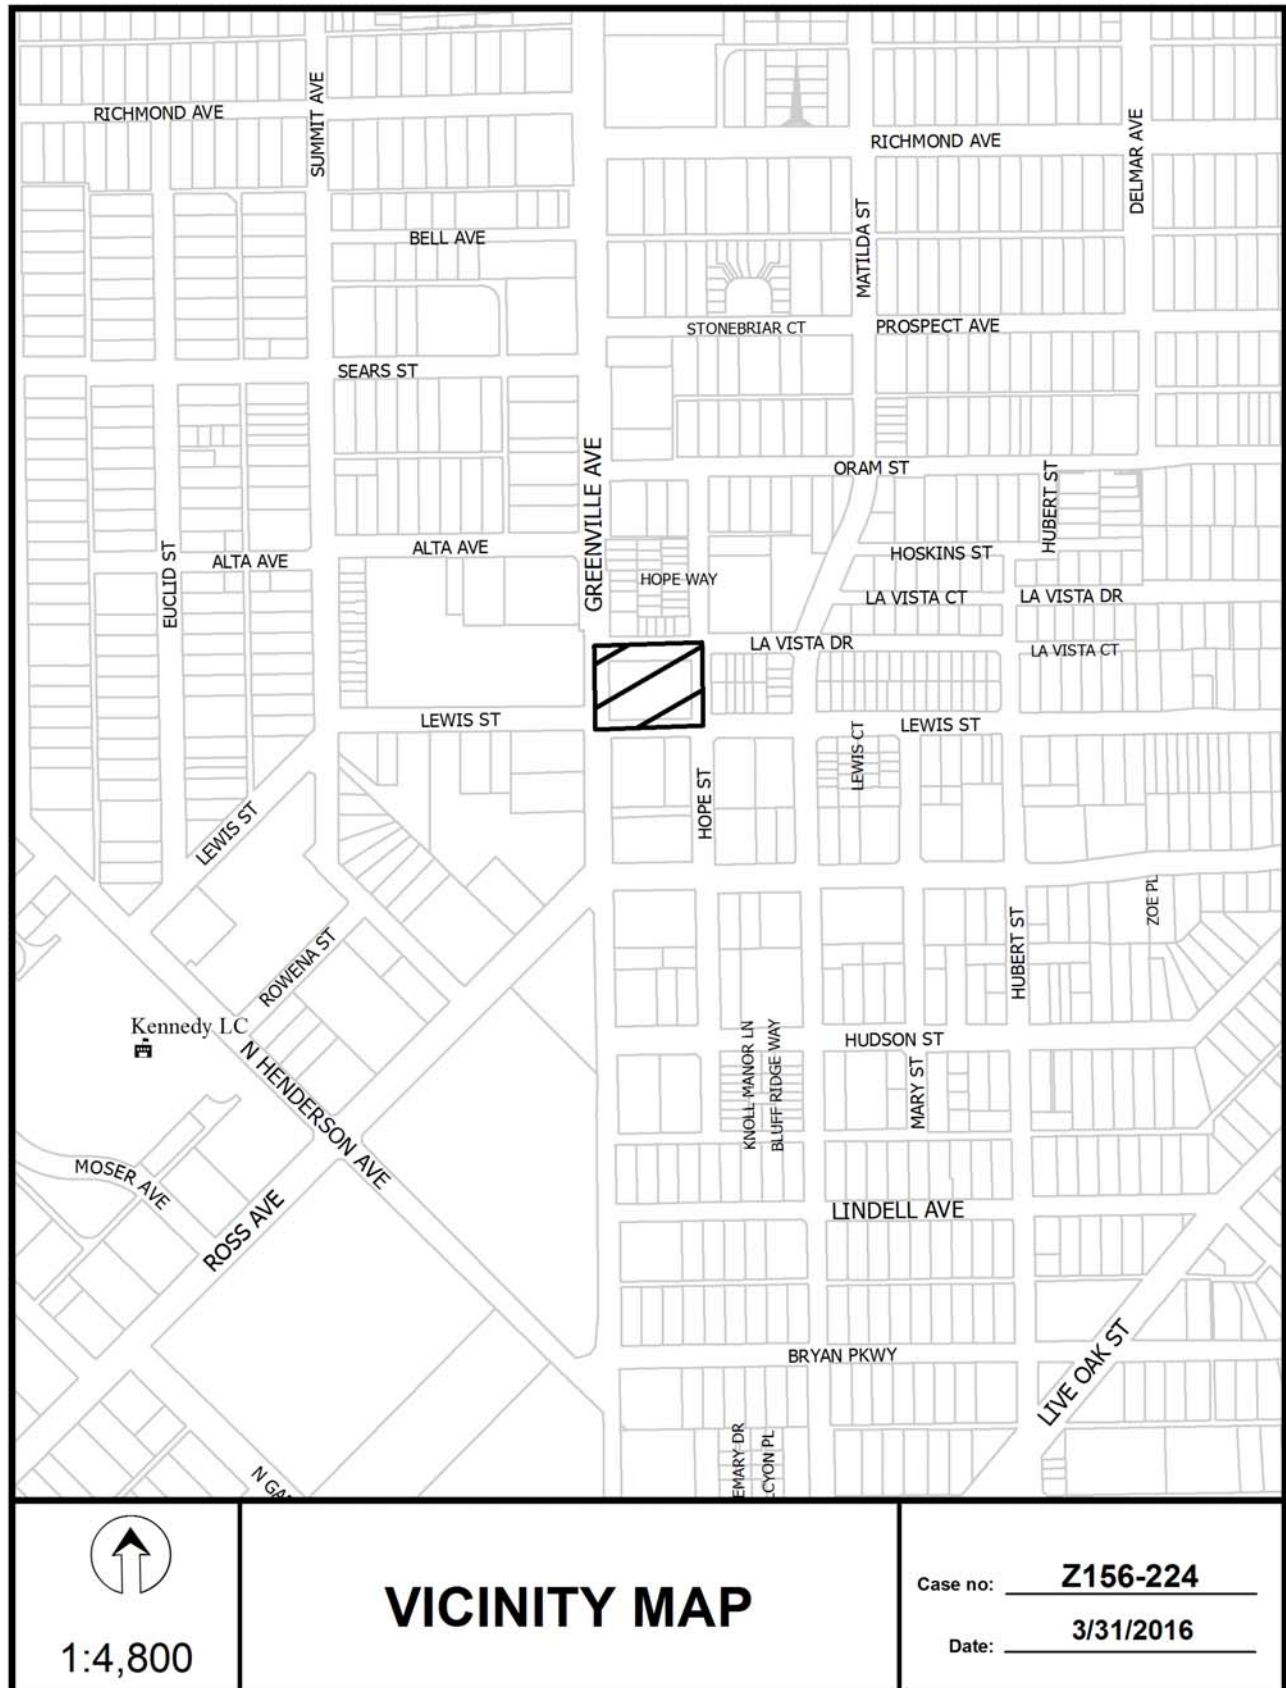 RICHMOND AVE
SUMMIT AVE
RICHMOND AVE
DELMAR AVE
MATILDA ST
BELL AVE
STONEBRIAR CT
PROSPECT AVE
SEARS ST
GREENVILLE AVE
ORAM ST
HUBERT ST
EUCLID ST
ALTA AVE
ALTA AVE
HOSKINS ST
HOPE WAY
LA VISTA CT
LA VISTA DR
LA VISTA DR
LA VISTA CT
LEWIS ST
LEWIS ST
LEWIS CT
HOPE ST
LEWIS ST
ZOE PL
HUBERT ST
ROWENA ST
Kennedy LC
N HENDERSON AVE
HUDSON ST
KNOLL MANOR LN
BLUFF RIDGE WAY
MARY ST
MOSER AVE
ROSS AVE
LINDELL AVE
BRYAN PKWY
LIVE OAK ST
EMARY DR
CYON PL
N GA
1:4,800
VICINITY MAP
Case no: Z156-224
Date: 3/31/2016